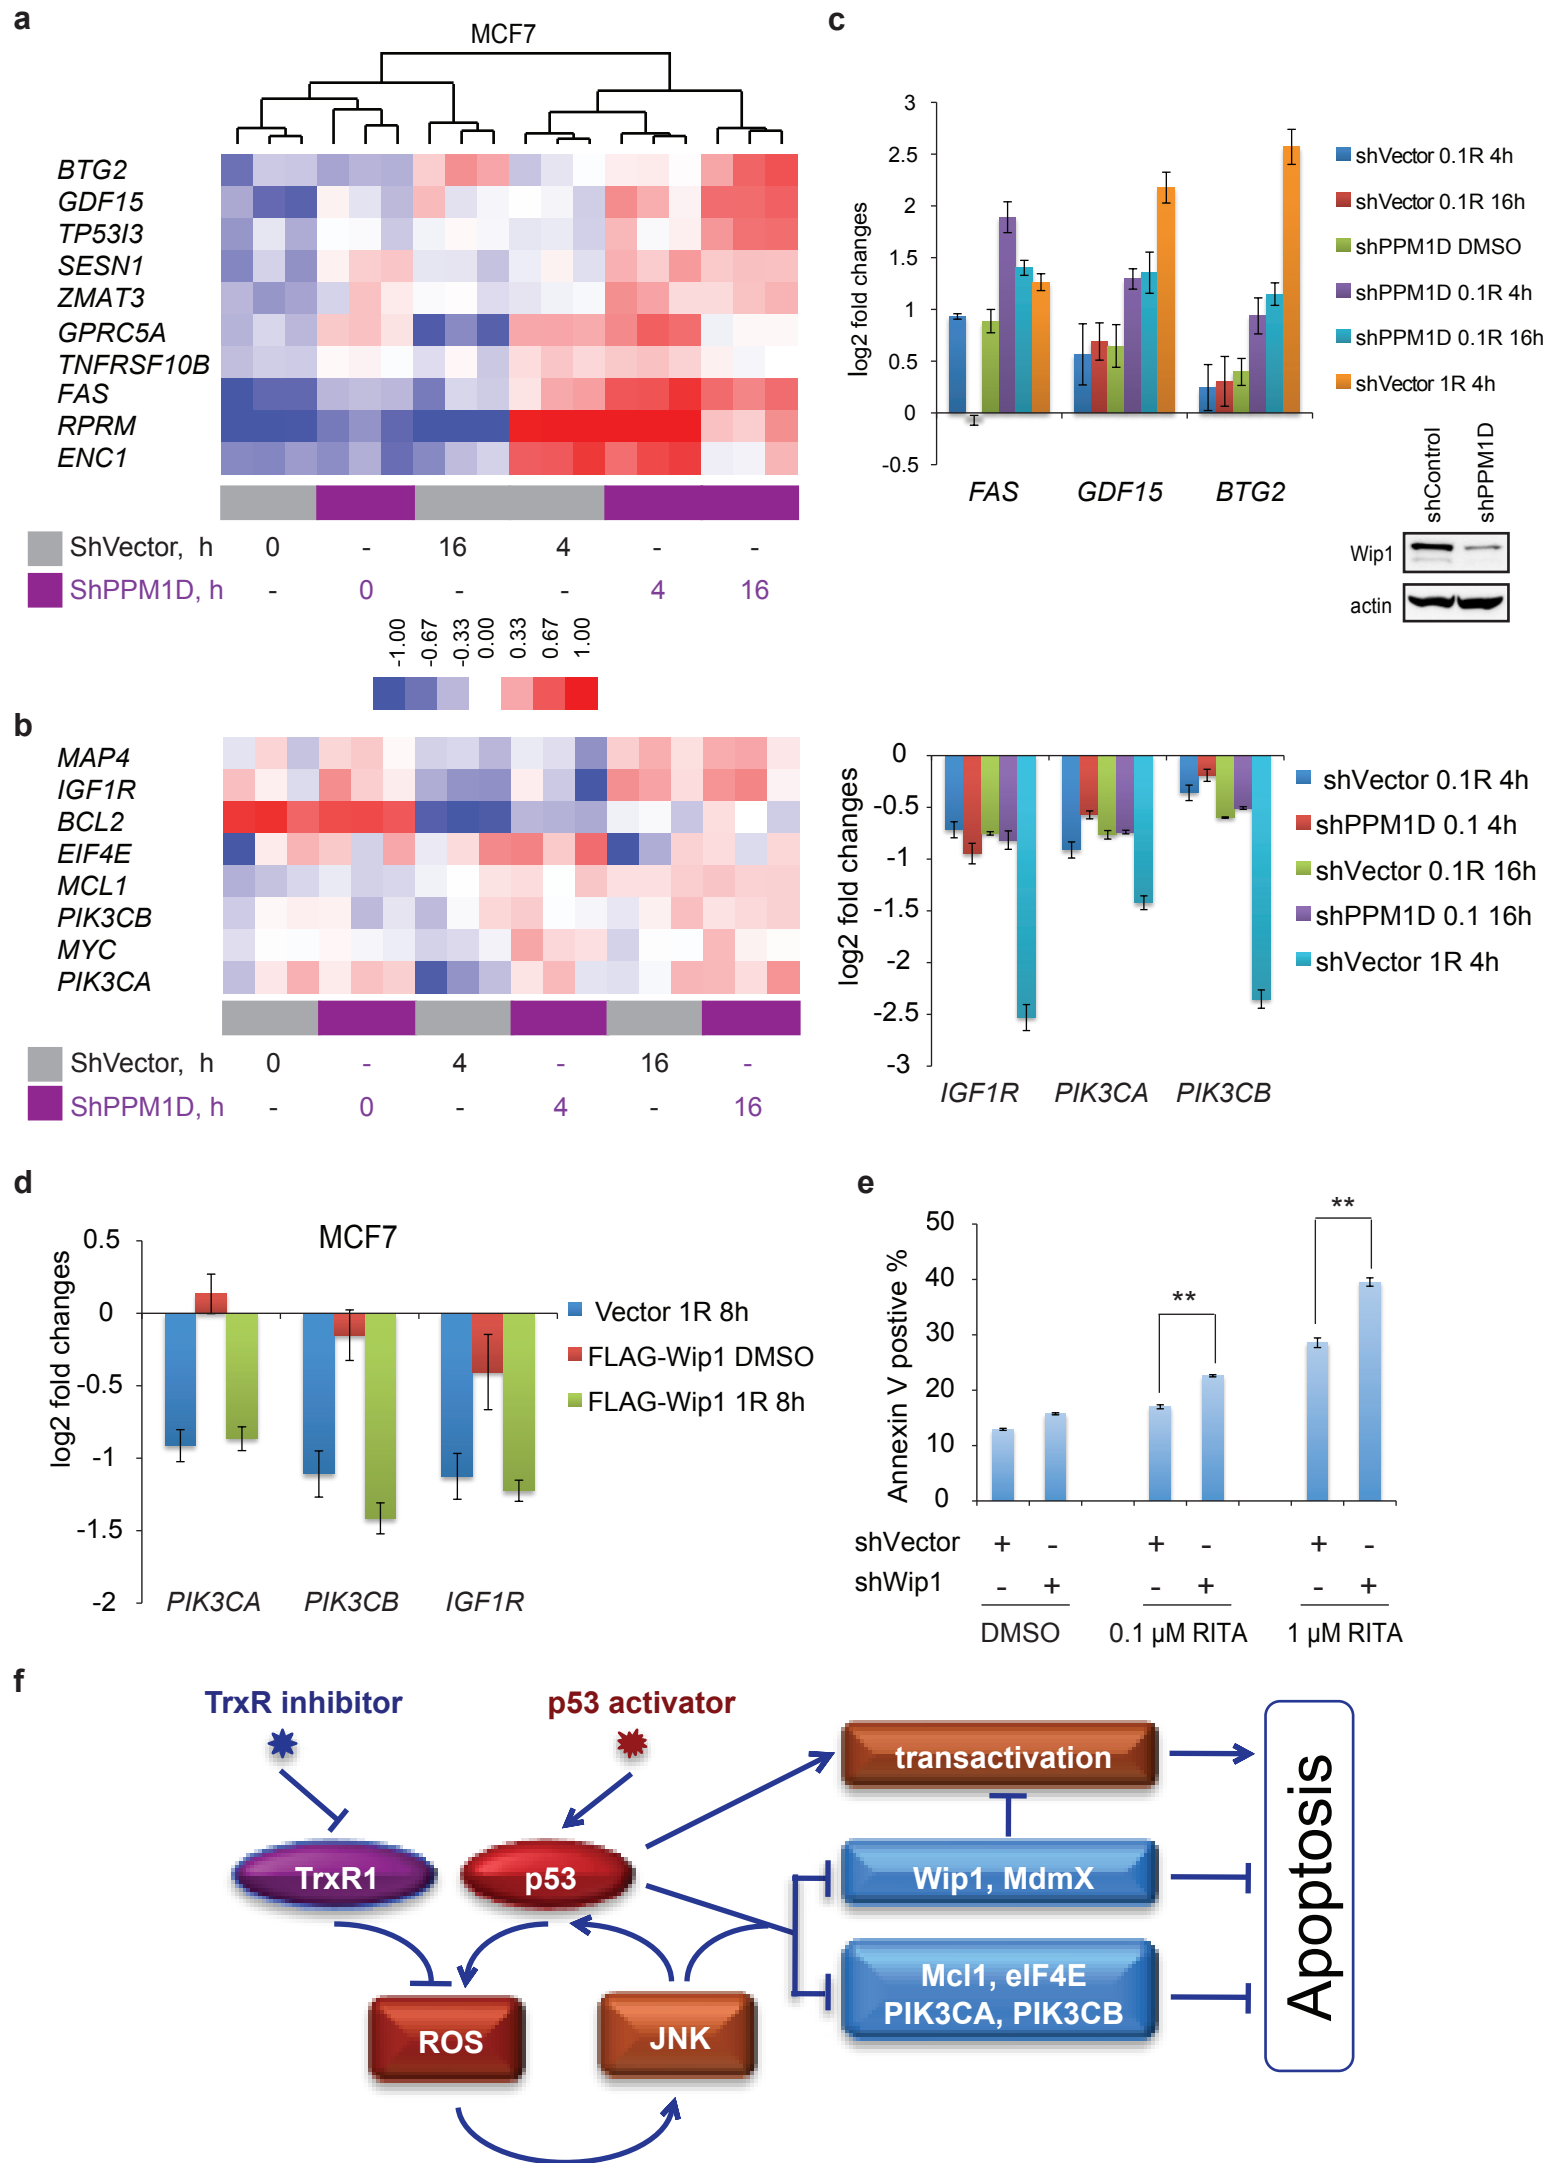 a
MCF7
BTG2
GDF15
TP53I3
SESN1
ZMAT3
GPRC5A
TNFRSF10B
FAS
RPRM
ENC1
ShVector, h 0 - 16 4 - -
ShPPM1D, h - 0 - - 4 16
-1.00 -0.67 -0.33 0.00 0.33 0.67 1.00
c
log2 fold changes
3
2.5
2
1.5
1
0.5
0
-0.5
FAS GDF15 BTG2
shVector 0.1R 4h
shVector 0.1R 16h
shPPM1D DMSO
shPPM1D 0.1R 4h
shPPM1D 0.1R 16h
shVector 1R 4h
shControl shPPM1D
Wip1
actin
b
MAP4
IGF1R
BCL2
EIF4E
MCL1
PIK3CB
MYC
PIK3CA
ShVector, h 0 - 4 - 16 -
ShPPM1D, h - 0 - 4 - 16
log2 fold changes
0
-0.5
-1
-1.5
-2
-2.5
-3
IGF1R PIK3CA PIK3CB
shVector 0.1R 4h
shPPM1D 0.1 4h
shVector 0.1R 16h
shPPM1D 0.1 16h
shVector 1R 4h
d
MCF7
log2 fold changes
0.5
0
-0.5
-1
-1.5
-2
PIK3CA PIK3CB IGF1R
Vector 1R 8h
FLAG-Wip1 DMSO
FLAG-Wip1 1R 8h
e
Annexin V postive %
50
40
30
20
10
0
**
**
shVector + - + - + -
shWip1 - + - + - +
DMSO 0.1 µM RITA 1 µM RITA
f
TrxR inhibitor
p53 activator
TrxR1
p53
ROS
JNK
transactivation
Wip1, MdmX
Mcl1, eIF4E
PIK3CA, PIK3CB
Apoptosis